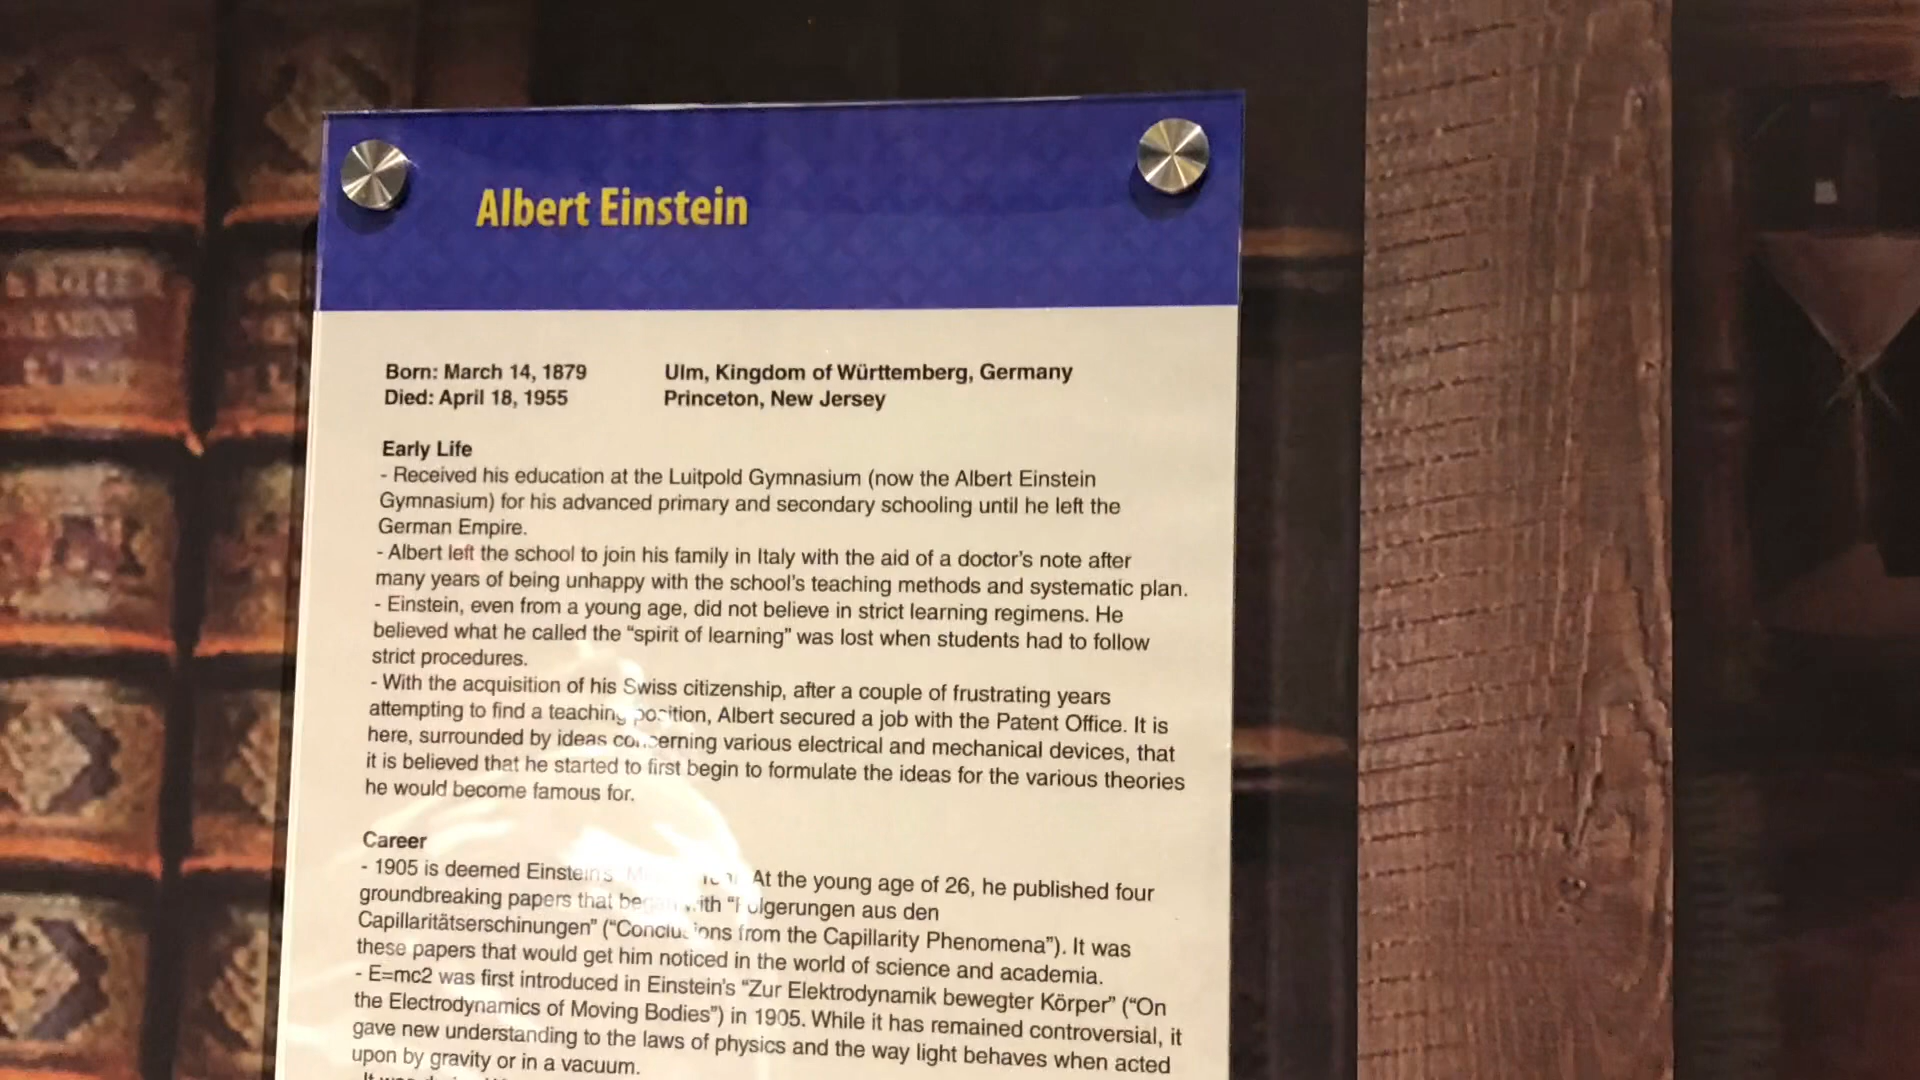 Albert Einstein
Born: March 14, 1879 Ulm, Kingdom of Württemberg, Germany
Died: April 18, 1955 Princeton, New Jersey
Early Life
- Received his education at the Luitpold Gymnasium (now the Albert Einstein
Gymnasium) for his advanced primary and secondary schooling until he left the
German Empire.
- Albert left the school to join his family in Italy with the aid of a doctor's note after
many years of being unhappy with the school's teaching methods and systematic plan.
- Einstein, even from a young age, did not believe in strict learning regimens. He
believed what he called the “spirit of learning” was lost when students had to follow
strict procedures.
- With the acquisition of his Swiss citizenship, after a couple of frustrating years
attempting to find a teaching position, Albert secured a job with the Patent Office. It is
here, surrounded by ideas concerning various electrical and mechanical devices, that
it is believed that he started to first begin to formulate the ideas for the various theories
he would become famous for.
Career
- 1905 is deemed Einstein's At the young age of 26, he published four
groundbreaking papers that began with “Folgerungen aus den
Capillaritätserschinungen” (“Conclusions from the Capillarity Phenomena”). It was
these papers that would get him noticed in the world of science and academia.
- E=mc2 was first introduced in Einstein's “Zur Elektrodynamik bewegter Körper” (“On
the Electrodynamics of Moving Bodies”) in 1905. While it has remained controversial, it
gave new understanding to the laws of physics and the way light behaves when acted
upon by gravity or in a vacuum.